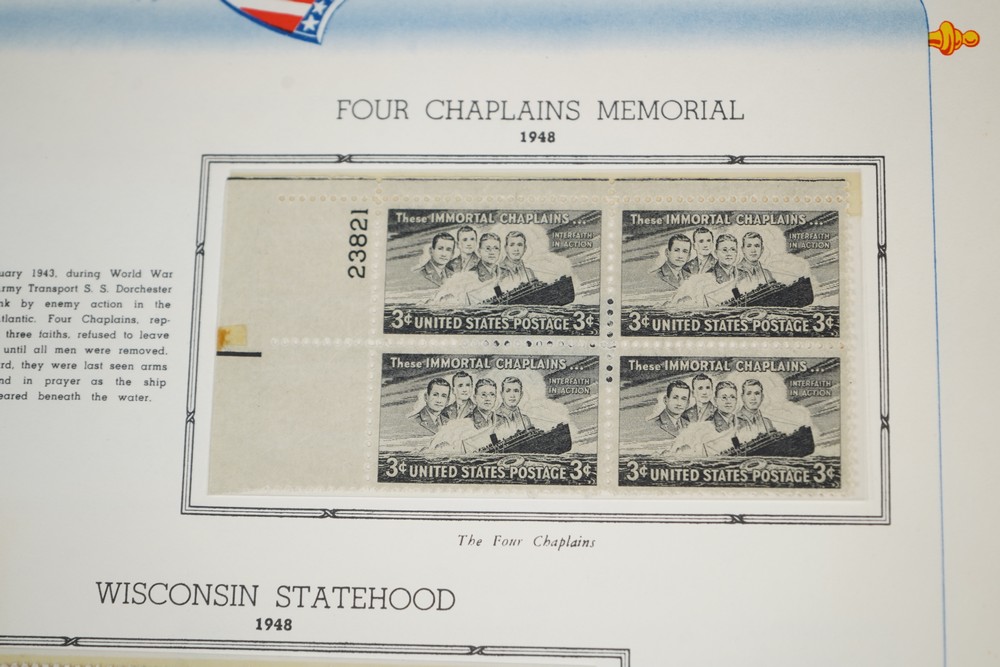 FOUR CHAPLAINS MEMORIAL
1948
23821
These IMMORTAL CHAPLAINS...
INTERFAITH
IN ACTION
3¢ UNITED STATES POSTAGE 3¢
These IMMORTAL CHAPLAINS...
INTERFAITH
IN ACTION
3¢ UNITED STATES POSTAGE 3¢
These IMMORTAL CHAPLAINS...
INTERFAITH
IN ACTION
3¢ UNITED STATES POSTAGE 3¢
These IMMORTAL CHAPLAINS...
INTERFAITH
IN ACTION
3¢ UNITED STATES POSTAGE 3¢
uary 1943, during World War
rmy Transport S. S. Dorchester
nk by enemy action in the
tlantic. Four Chaplains, rep-
three faiths, refused to leave
until all men were removed.
rd, they were last seen arms
nd in prayer as the ship
eared beneath the water.
The Four Chaplains
WISCONSIN STATEHOOD
1948